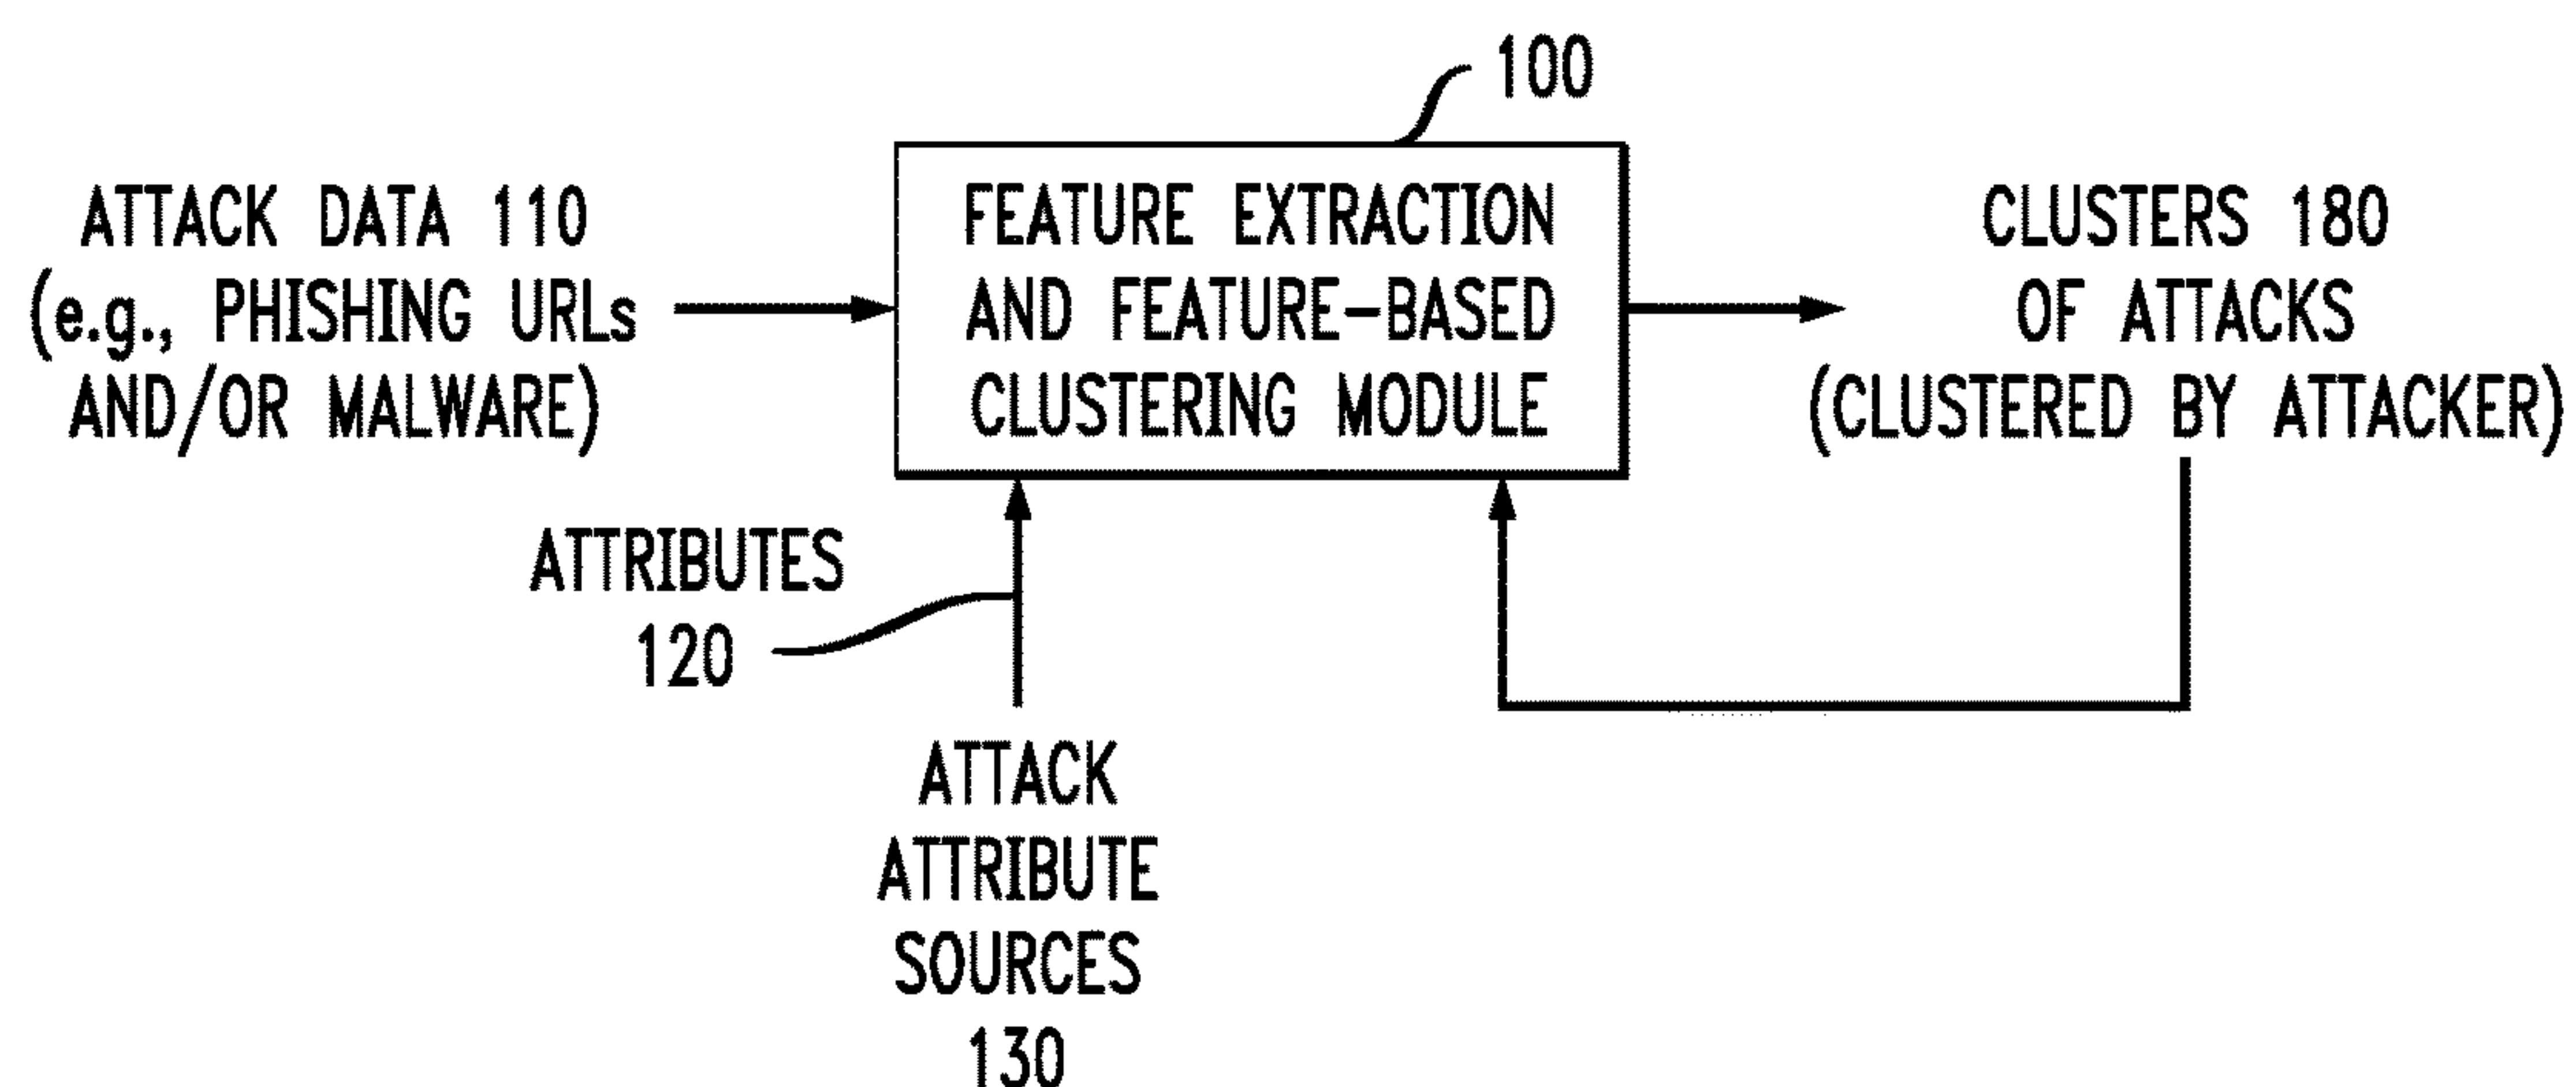 100
ATTACK DATA 110
(e.g., PHISHING URLs
AND/OR MALWARE)
FEATURE EXTRACTION
AND FEATURE-BASED
CLUSTERING MODULE
CLUSTERS 180
OF ATTACKS
(CLUSTERED BY ATTACKER)
ATTRIBUTES
120
ATTACK
ATTRIBUTE
SOURCES
130